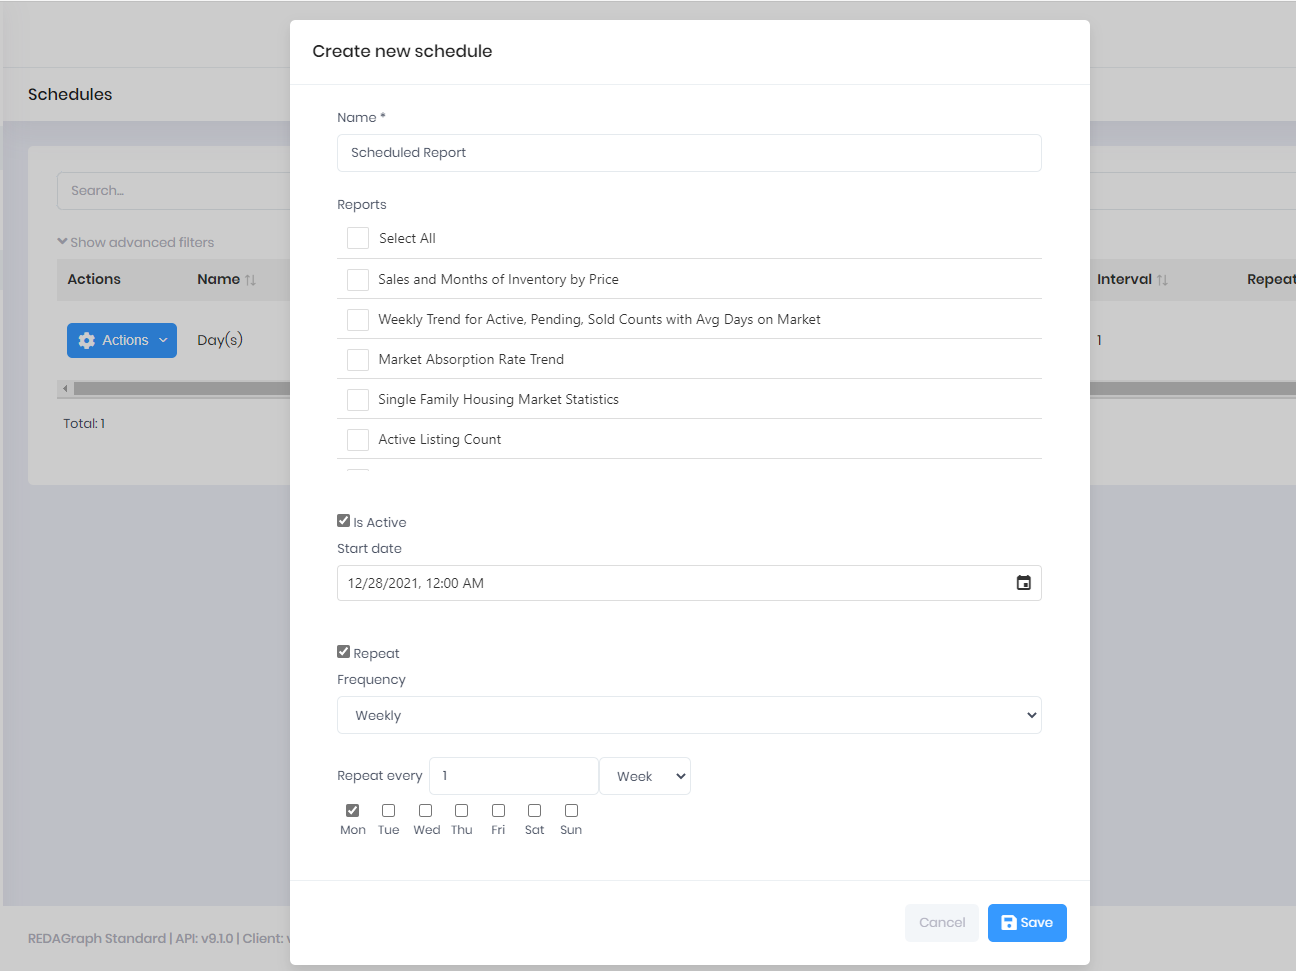 Create new schedule
Schedules
Name *
Scheduled Report
Search...
Reports
Select All
Show advanced filters
Actions Name Interval Repeat
Sales and Months of Inventory by Price
Weekly Trend for Active, Pending, Sold Counts with Avg Days on Market
Actions Day(s) 1
Market Absorption Rate Trend
Single Family Housing Market Statistics
Total: 1
Active Listing Count
Is Active
Start date
12/28/2021, 12:00 AM
Repeat
Frequency
Weekly
Repeat every 1 Week
Mon Tue Wed Thu Fri Sat Sun
Cancel Save
REDAGraph Standard | API: v9.1.0 | Client: v